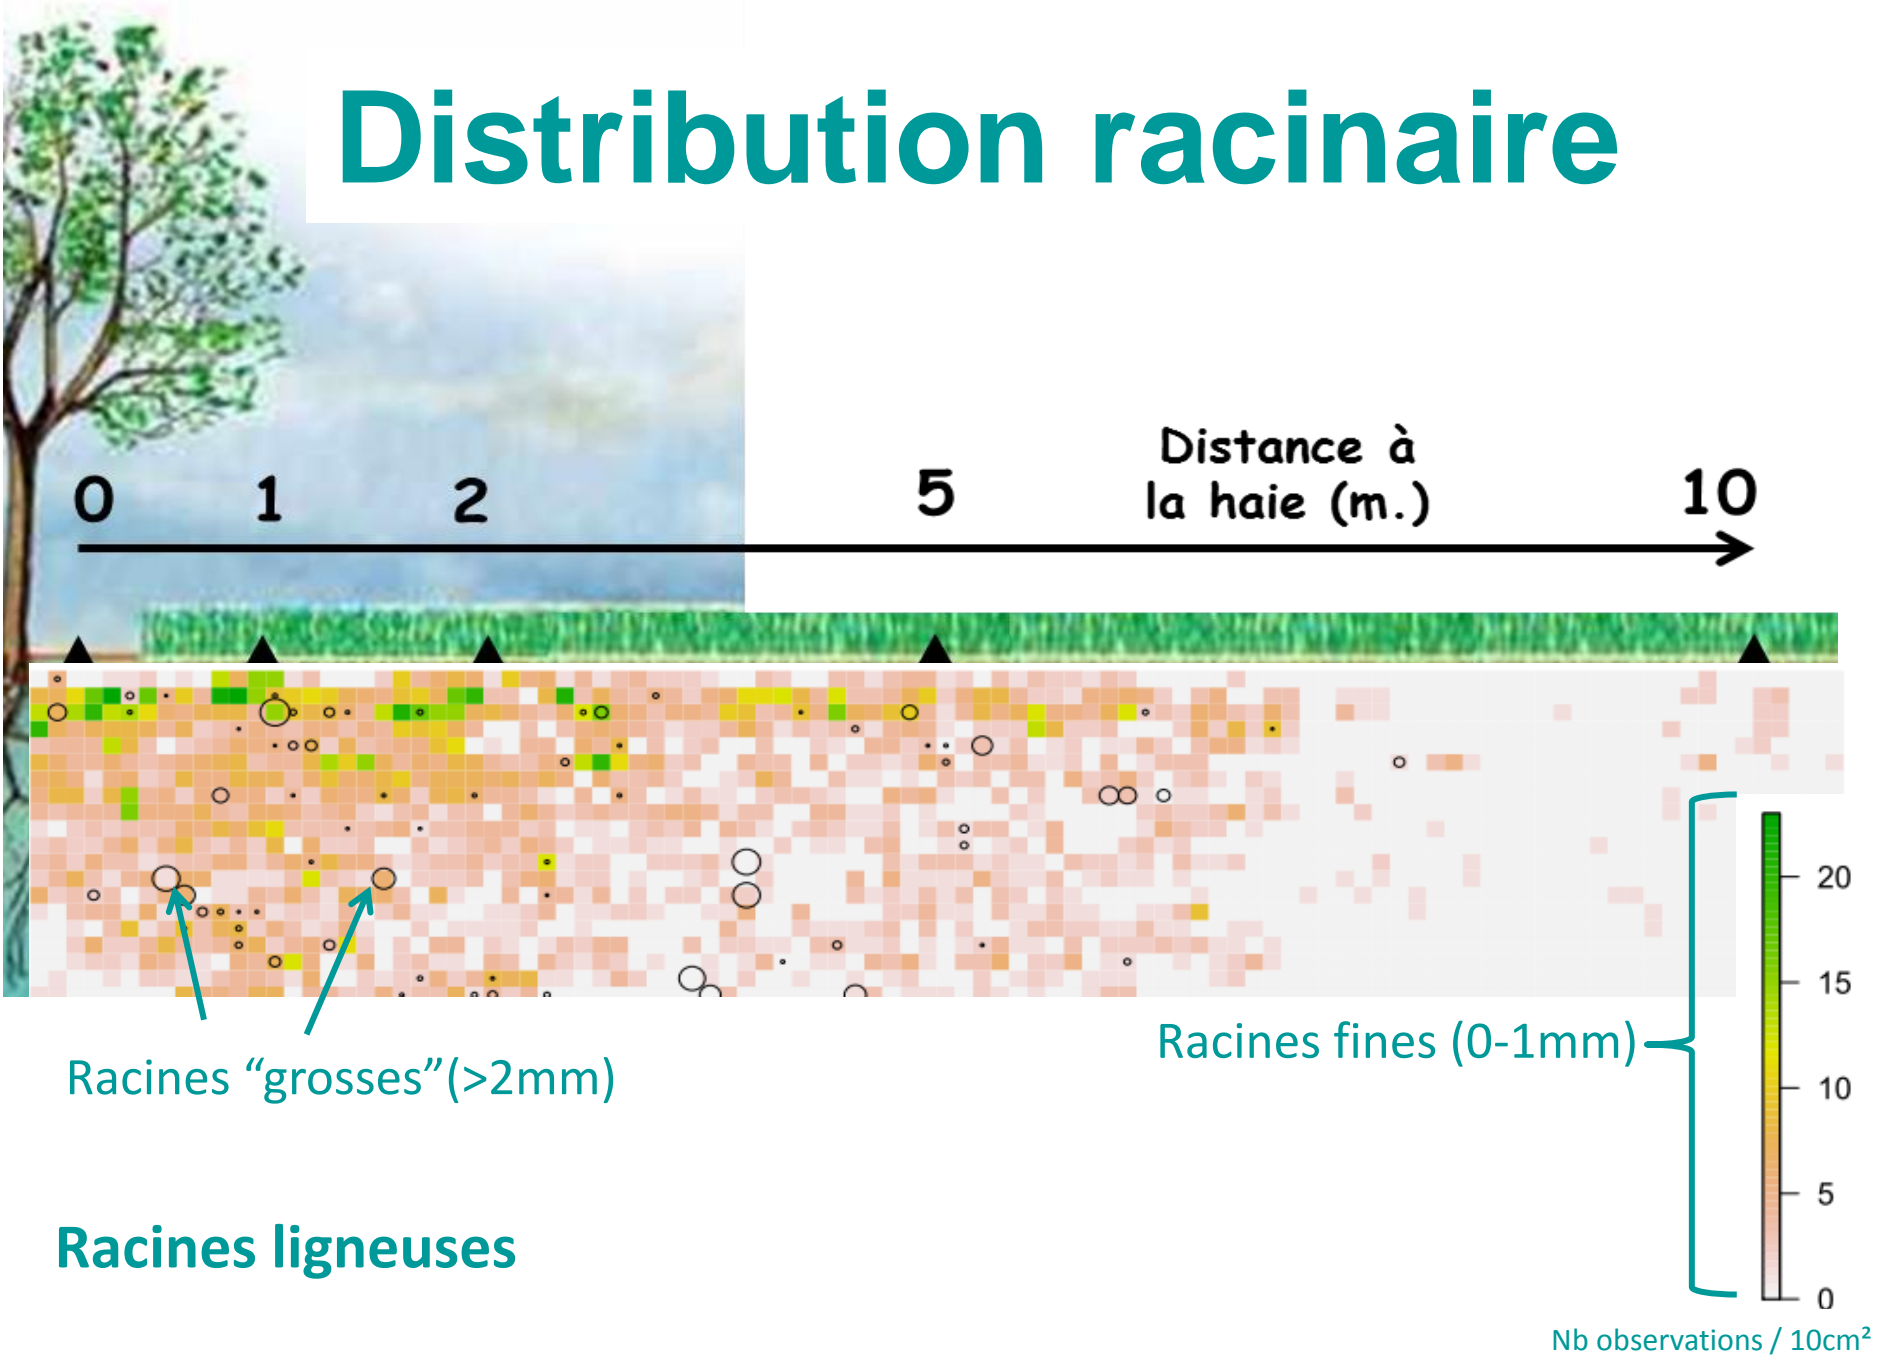 Distribution racinaire
Distance à
la haie (m.)
0 1 2 5 10
20
15
10
5
0
Racines fines (0-1mm)
Racines “grosses”(>2mm)
Racines ligneuses
Nb observations / 10cm²